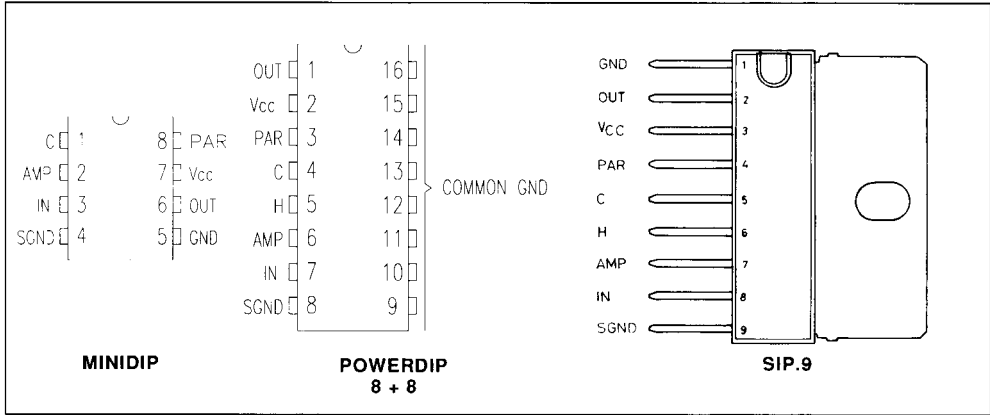 C 1 8 PAR
AMP 2 7 Vcc
IN 3 6 OUT
SGND 4 5 GND
MINIDIP
OUT 1 16
Vcc 2 15
PAR 3 14
C 4 13
H 5 12
AMP 6 11
IN 7 10
SGND 8 9
COMMON GND
POWERDIP
8 + 8
GND 1
OUT 2
VCC 3
PAR 4
C 5
H 6
AMP 7
IN 8
SGND 9
SIP.9